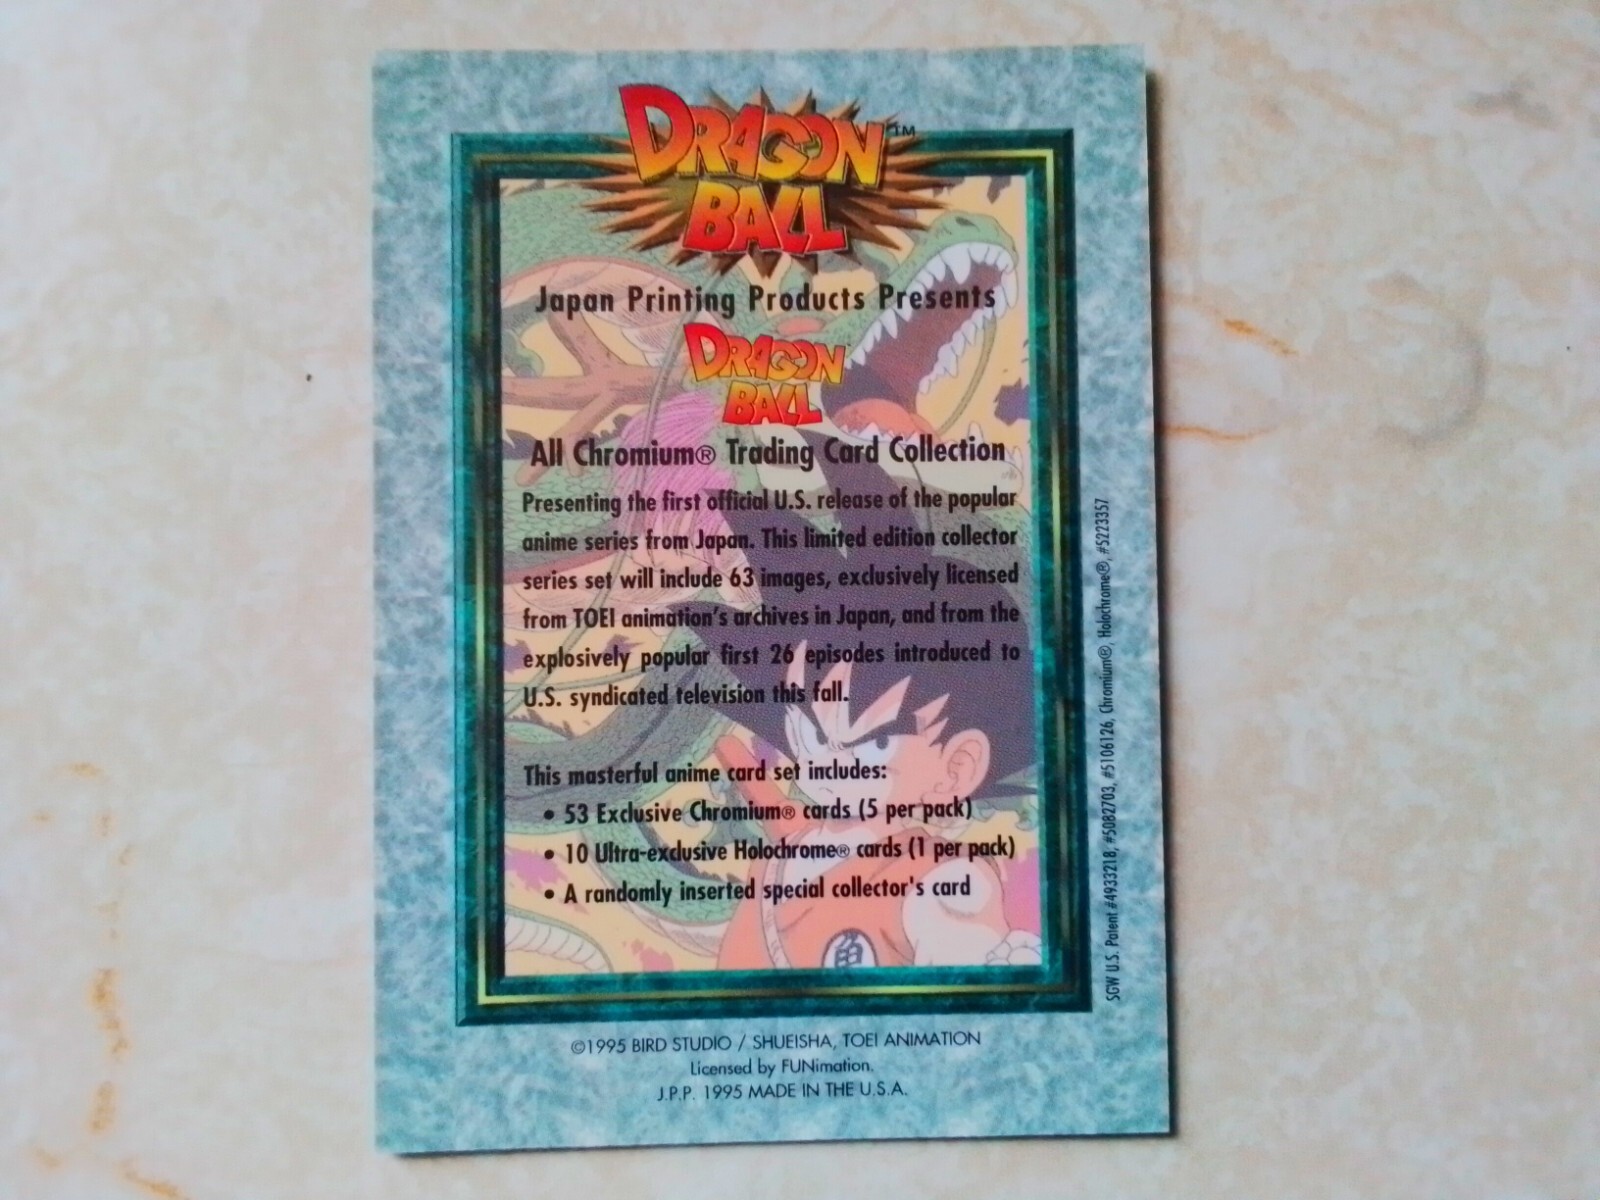 DRAGON™
BALL
Japan Printing Products Presents
DRAGON
BALL
All Chromium® Trading Card Collection
Presenting the first official U.S. release of the popular
anime series from Japan. This limited edition collector
series set will include 63 images, exclusively licensed
from TOEI animation's archives in Japan, and from the
explosively popular first 26 episodes introduced to
U.S. syndicated television this fall.
This masterful anime card set includes:
• 53 Exclusive Chromium® cards (5 per pack)
• 10 Ultra-exclusive Holochrome® cards (1 per pack)
• A randomly inserted special collector's card
亀
SGW U.S. Patent #4933218, #5082703, #5106126, Chromium®, Holochrome®, #5223357
©1995 BIRD STUDIO / SHUEISHA, TOEI ANIMATION
Licensed by FUNimation.
J.P.P. 1995 MADE IN THE U.S.A.